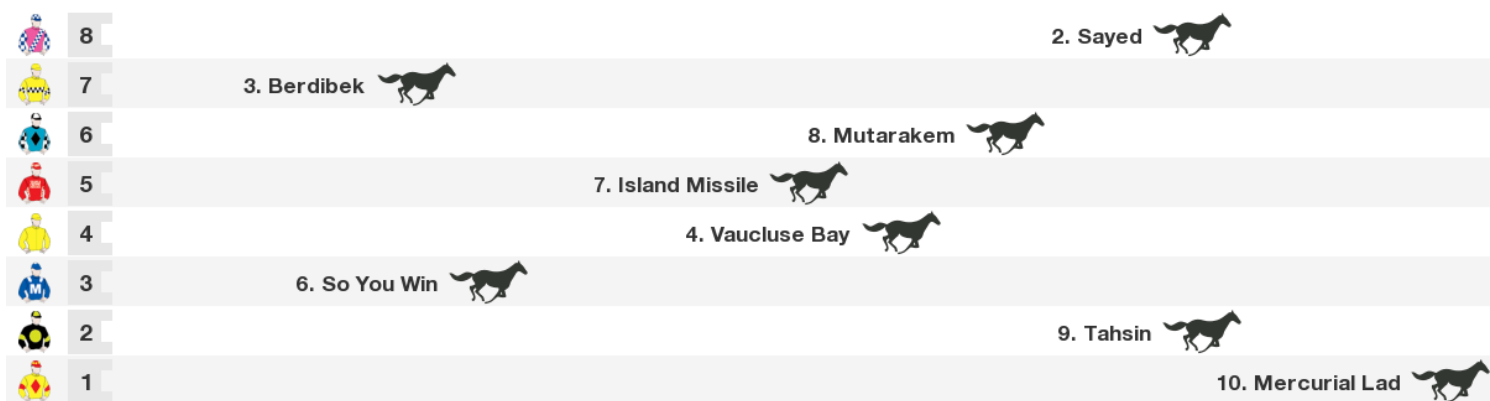 8 2. Sayed
7 3. Berdibek
6 8. Mutarakem
5 7. Island Missile
4 4. Vaucluse Bay
3 6. So You Win
M
2 9. Tahsin
1 10. Mercurial Lad